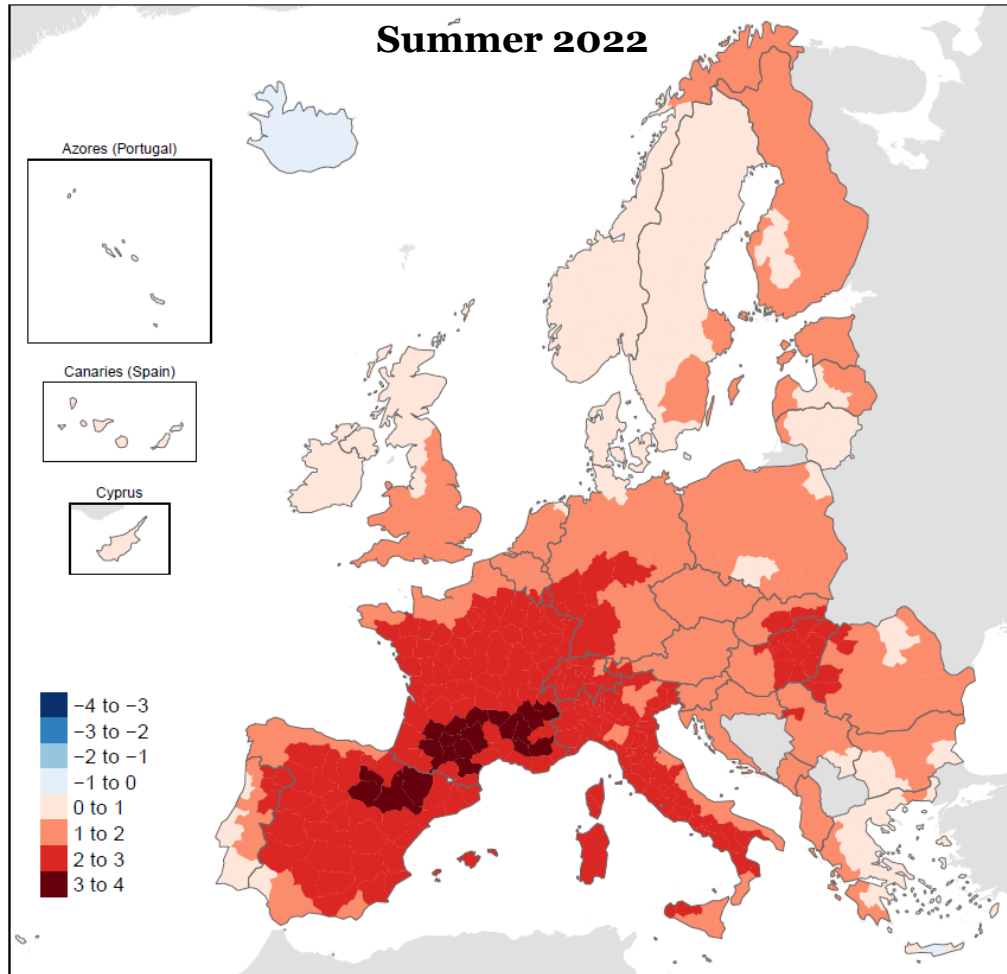 Summer 2022
Azores (Portugal)
Canaries (Spain)
Cyprus
−4 to −3
−3 to −2
−2 to −1
−1 to 0
0 to 1
1 to 2
2 to 3
3 to 4